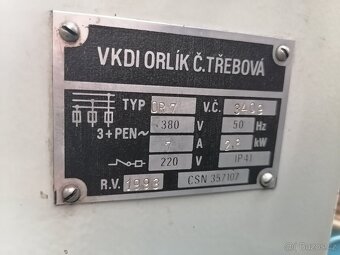 VKDI ORLÍK Č.TŘEBOVÁ
TYP V.Č.
380 V 50 Hz
3+PEN~ A kW
220 V IP41
R.V. 1993 ČSN 357107